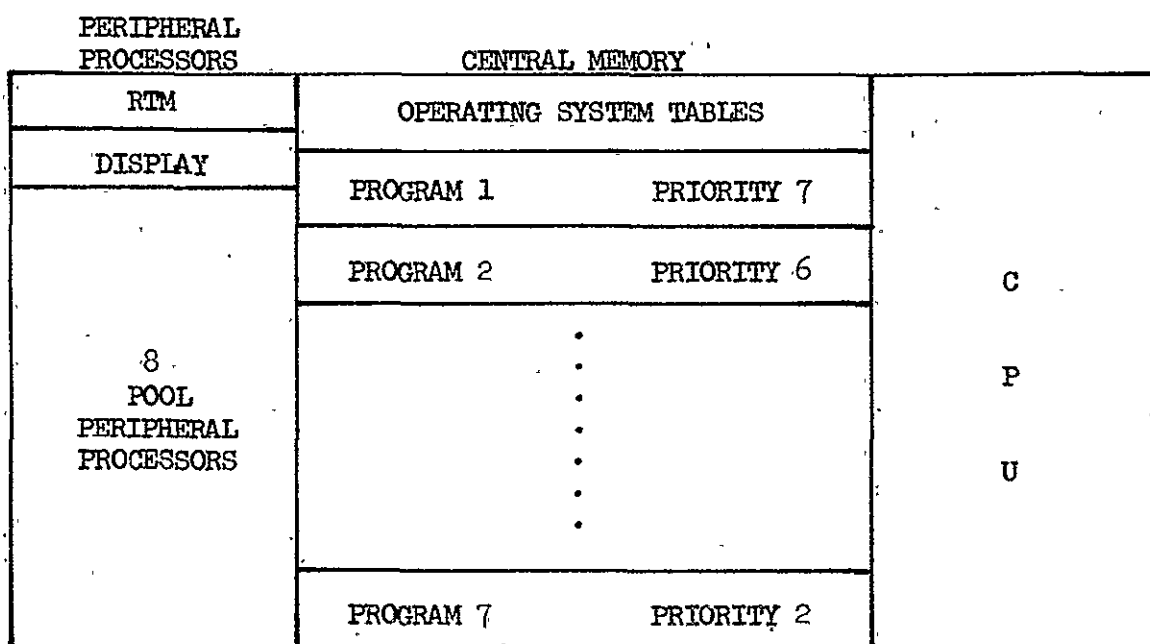 PERIPHERAL
PROCESSORS
CENTRAL MEMORY
RTM
DISPLAY
8
POOL
PERIPHERAL
PROCESSORS
OPERATING SYSTEM TABLES
PROGRAM 1 PRIORITY 7
PROGRAM 2 PRIORITY 6
PROGRAM 7 PRIORITY 2
C
P
U